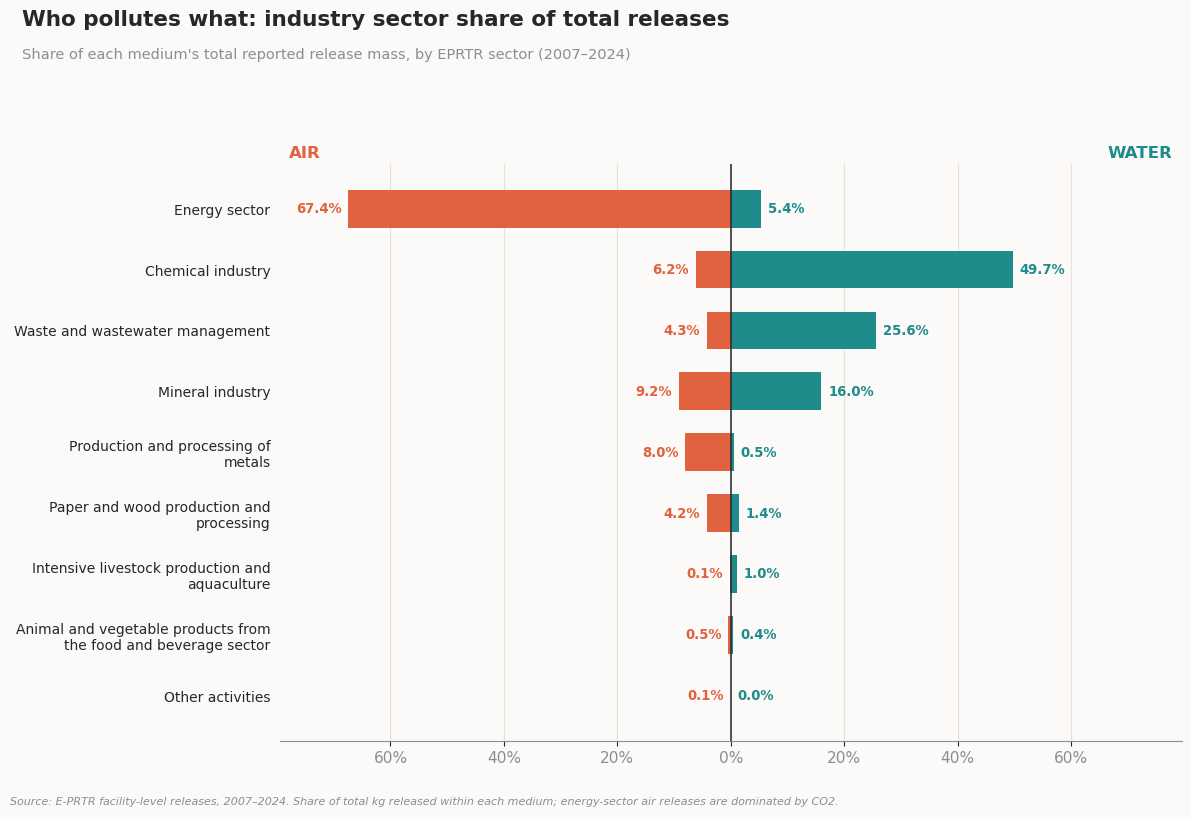 Who pollutes what: industry sector share of total releases
Share of each medium's total reported release mass, by EPRTR sector (2007–2024)
AIR
WATER
Energy sector
67.4%
5.4%
Chemical industry
6.2%
49.7%
Waste and wastewater management
4.3%
25.6%
Mineral industry
9.2%
16.0%
Production and processing of
metals
8.0%
0.5%
Paper and wood production and
processing
4.2%
1.4%
Intensive livestock production and
aquaculture
0.1%
1.0%
Animal and vegetable products from
the food and beverage sector
0.5%
0.4%
Other activities
0.1%
0.0%
60%
40%
20%
0%
20%
40%
60%
Source: E-PRTR facility-level releases, 2007–2024. Share of total kg released within each medium; energy-sector air releases are dominated by CO2.